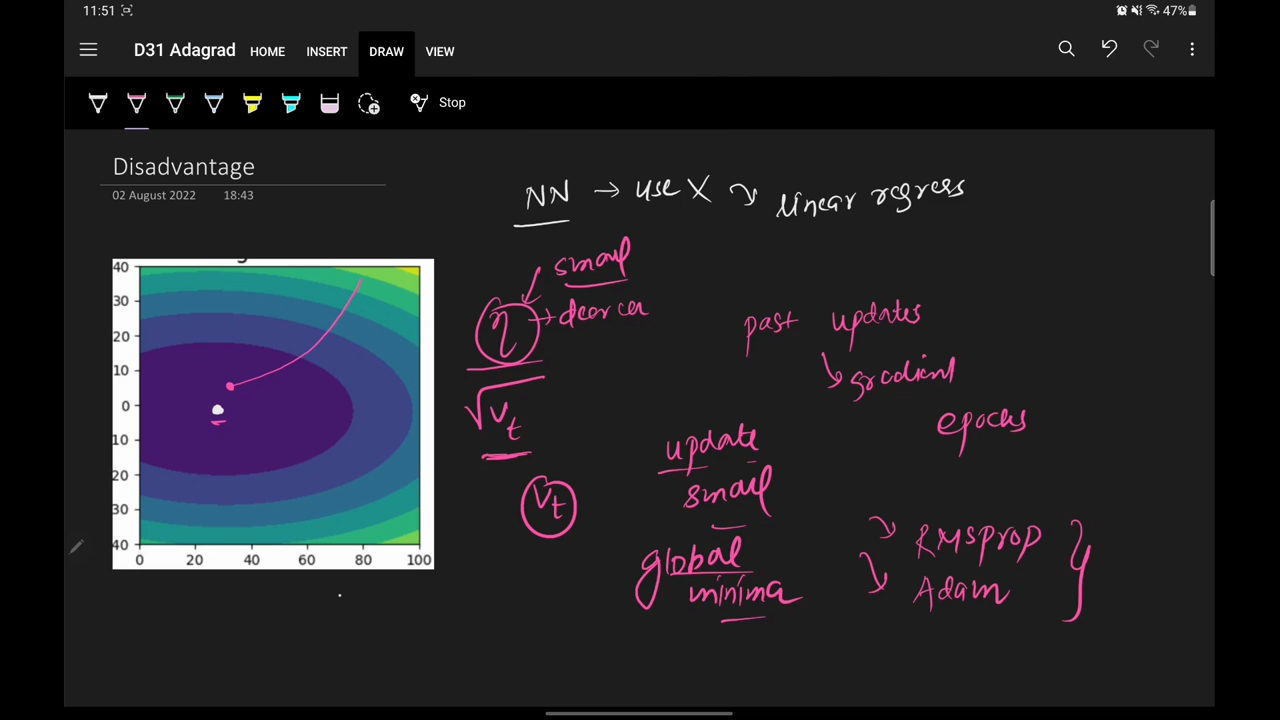 11:51
47%
D31 Adagrad HOME INSERT DRAW VIEW
Stop
Disadvantage
02 August 2022 18:43
NN → use X linear regress
small
η
past updates
gradient
epochs
√vt
update
small
vt
global
minima
RMSprop
Adam
40
30
20
10
0
10
20
30
40
0 20 40 60 80 100